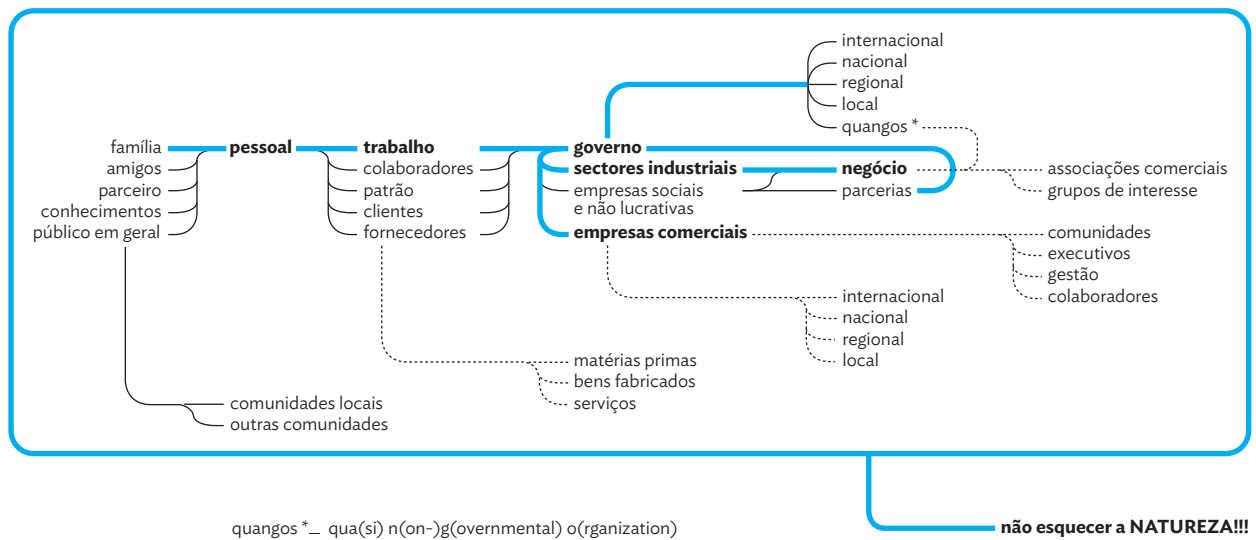 internacional
nacional
regional
local
quangos *
família
pessoal
trabalho
governo
amigos
colaboradores
sectores industriais
negócio
associações comerciais
parceiro
patrão
empresas sociais
parcerias
grupos de interesse
conhecimentos
clientes
e não lucrativas
público em geral
fornecedores
empresas comerciais
comunidades
executivos
gestão
colaboradores
internacional
nacional
regional
local
matérias primas
bens fabricados
serviços
comunidades locais
outras comunidades
quangos *_ qua(si) n(on-)g(overnmental) o(rganization)
não esquecer a NATUREZA!!!